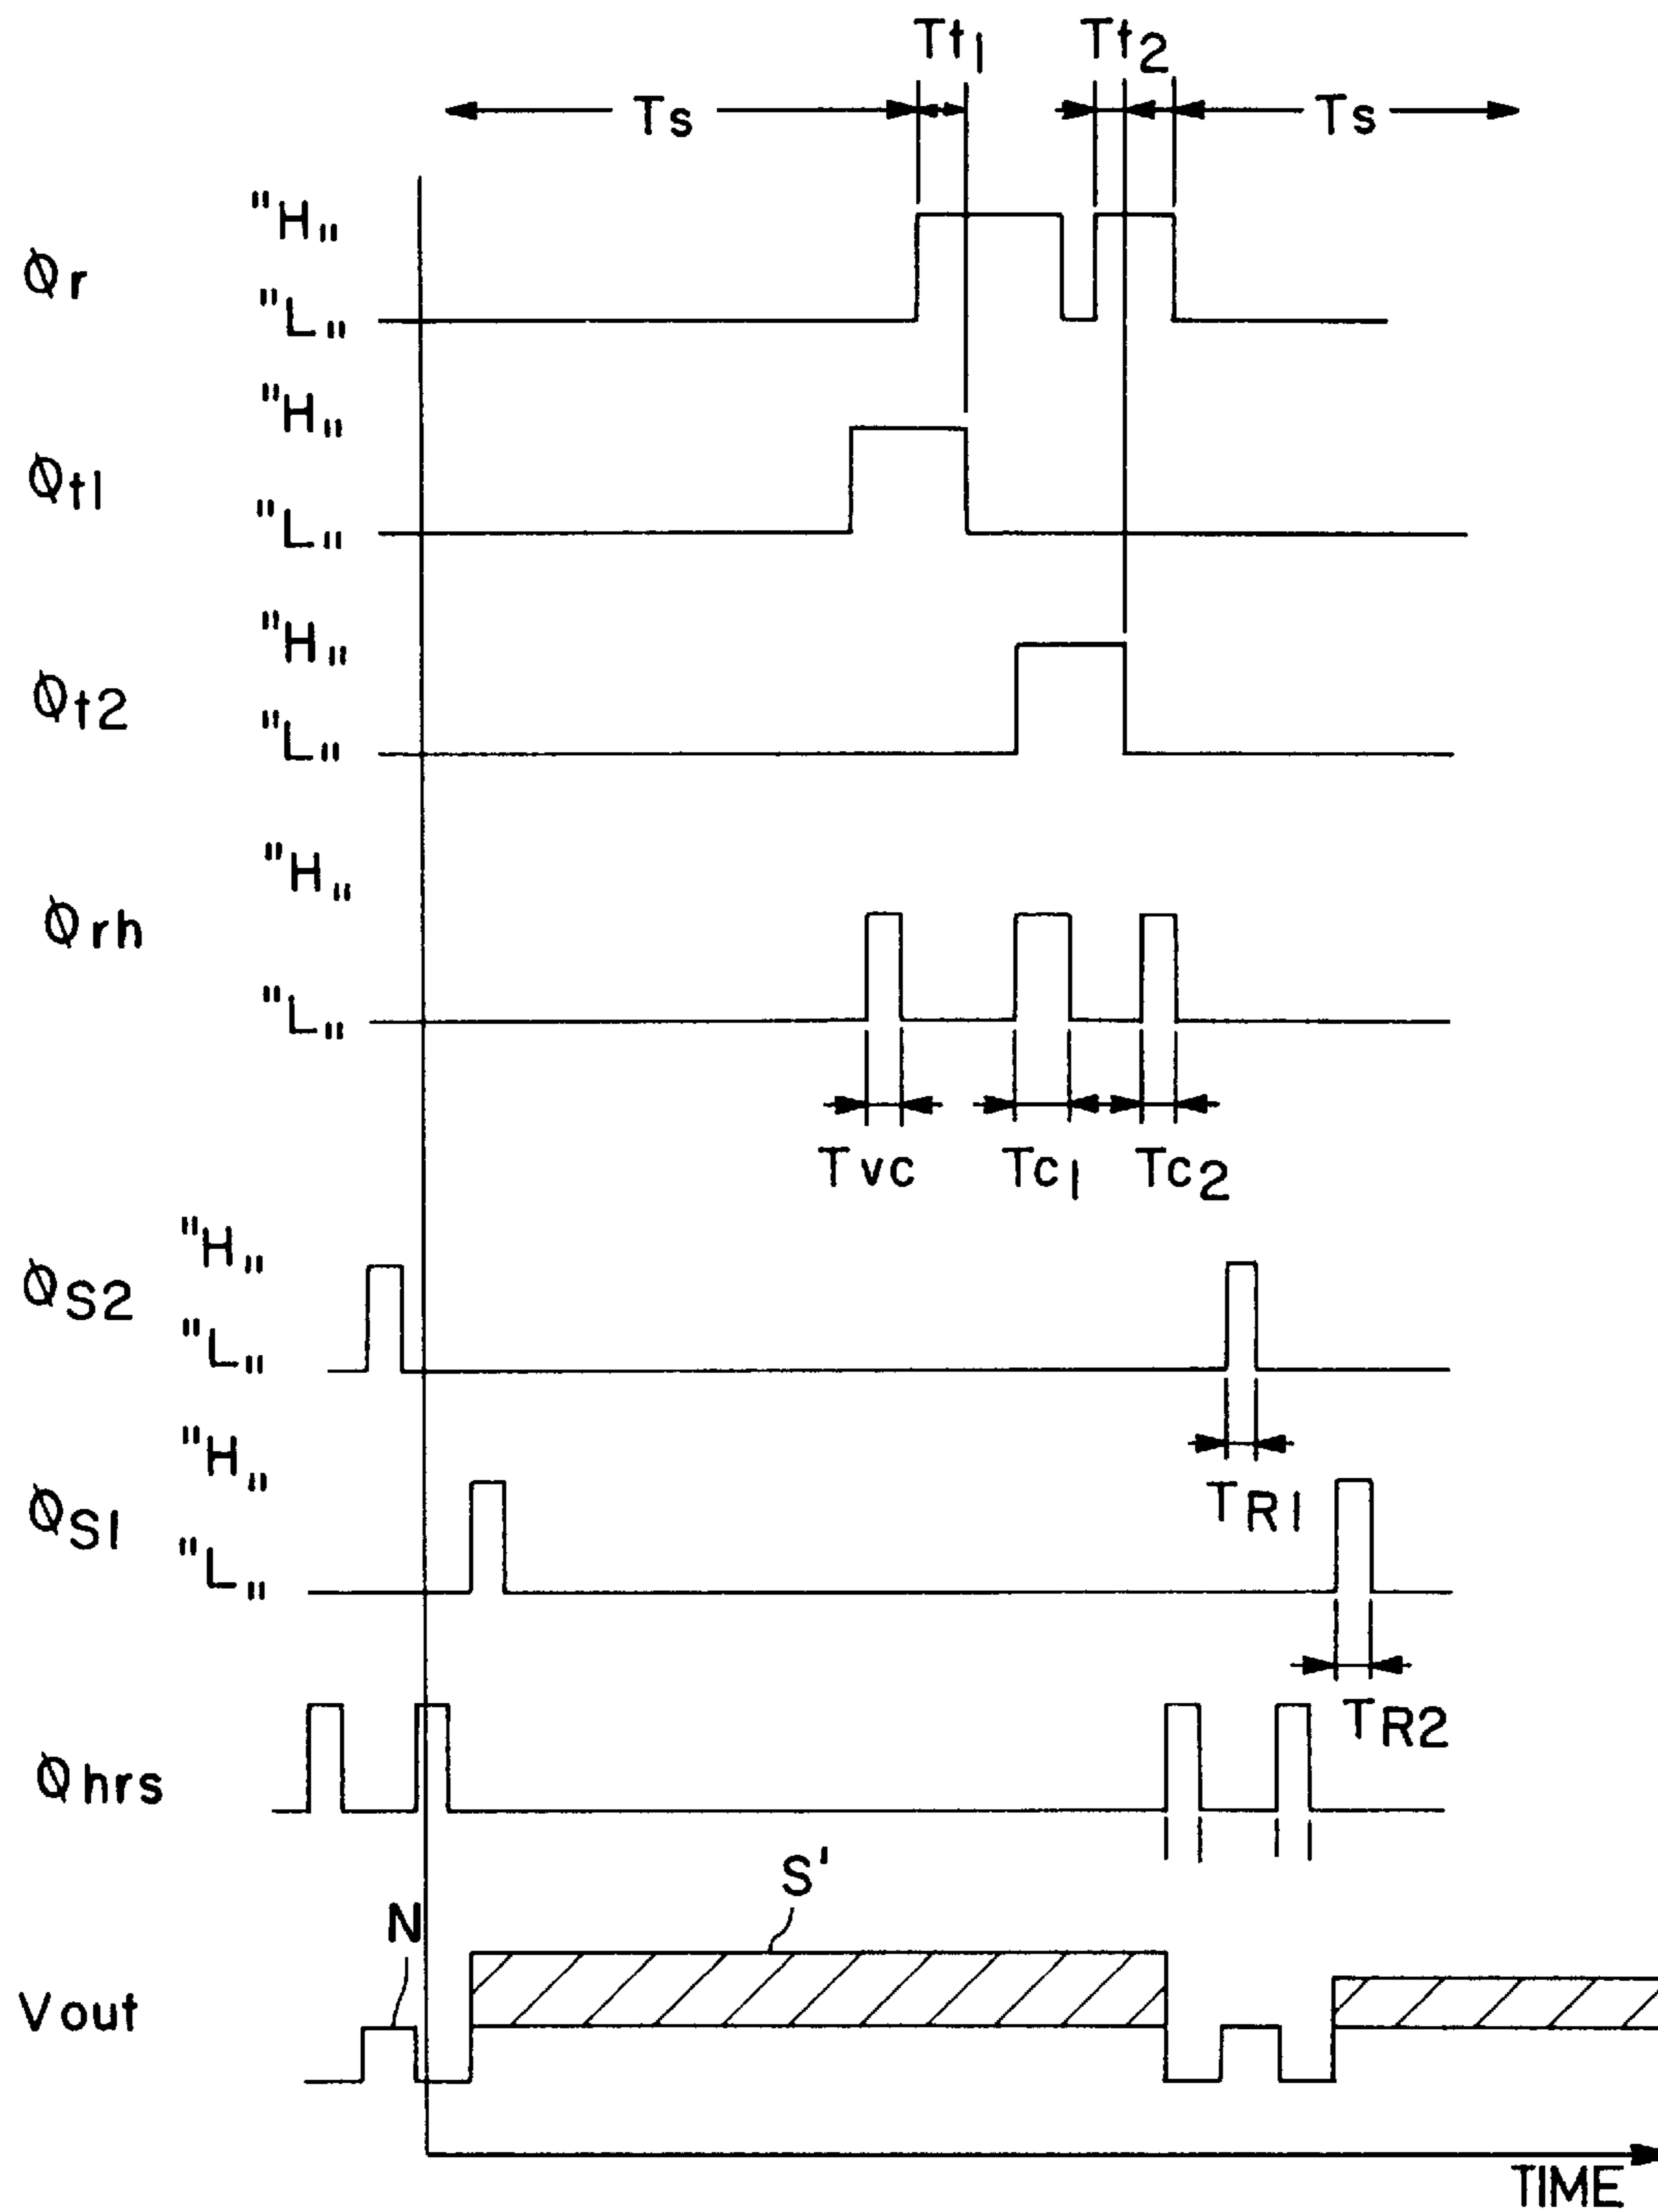 Tt1 Tt2
Ts Ts
Ør "H" "L"
Øt1 "H" "L"
Øt2 "H" "L"
Ørh "H" "L"
Tvc Tc1 Tc2
ØS2 "H" "L"
TR1
ØS1 "H" "L"
TR2
Øhrs
S'
N
Vout
TIME